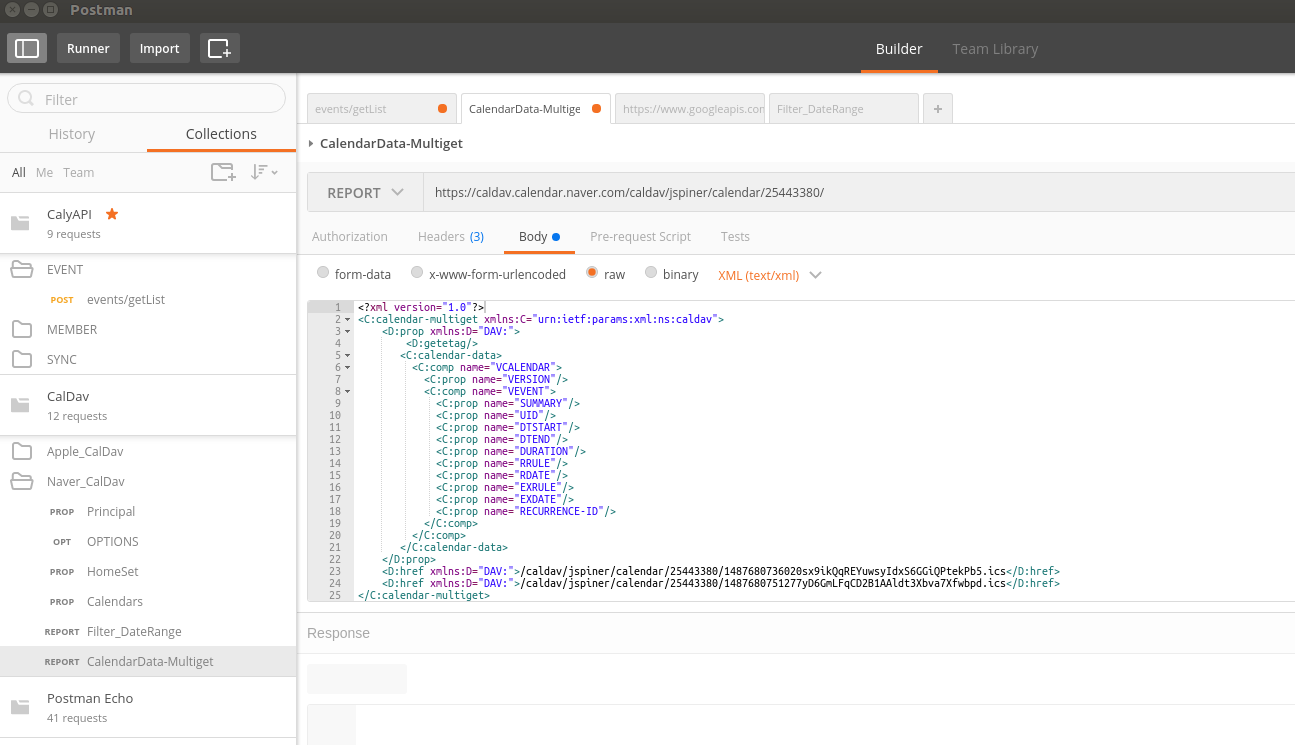 Postman
Runner Import Builder Team Library
Filter
History Collections
All Me Team
CalyAPI
9 requests
EVENT
POST events/getList
MEMBER
SYNC
CalDav
12 requests
Apple_CalDav
Naver_CalDav
PROP Principal
OPT OPTIONS
PROP HomeSet
PROP Calendars
REPORT Filter_DateRange
REPORT CalendarData-Multiget
Postman Echo
41 requests
events/getList CalendarData-Multige https://www.googleapis.com Filter_DateRange +
CalendarData-Multiget
REPORT https://caldav.calendar.naver.com/caldav/jspiner/calendar/25443380/
Authorization Headers (3) Body Pre-request Script Tests
form-data x-www-form-urlencoded raw binary XML (text/xml)
1 <?xml version="1.0"?>
2 <C:calendar-multiget xmlns:C="urn:ietf:params:xml:ns:caldav">
3 <D:prop xmlns:D="DAV:">
4 <D:getetag/>
5 <C:calendar-data>
6 <C:comp name="VCALENDAR">
7 <C:prop name="VERSION"/>
8 <C:comp name="VEVENT">
9 <C:prop name="SUMMARY"/>
10 <C:prop name="UID"/>
11 <C:prop name="DTSTART"/>
12 <C:prop name="DTEND"/>
13 <C:prop name="DURATION"/>
14 <C:prop name="RRULE"/>
15 <C:prop name="RDATE"/>
16 <C:prop name="EXRULE"/>
17 <C:prop name="EXDATE"/>
18 <C:prop name="RECURRENCE-ID"/>
19 </C:comp>
20 </C:comp>
21 </C:calendar-data>
22 </D:prop>
23 <D:href xmlns:D="DAV:">/caldav/jspiner/calendar/25443380/1487680736020sx9ikQqREYuwsyIdxS6GGiQPtekPb5.ics</D:href>
24 <D:href xmlns:D="DAV:">/caldav/jspiner/calendar/25443380/1487680751277yD6GmLFqCD2B1AAldt3Xbva7Xfwbpd.ics</D:href>
25 </C:calendar-multiget>
Response